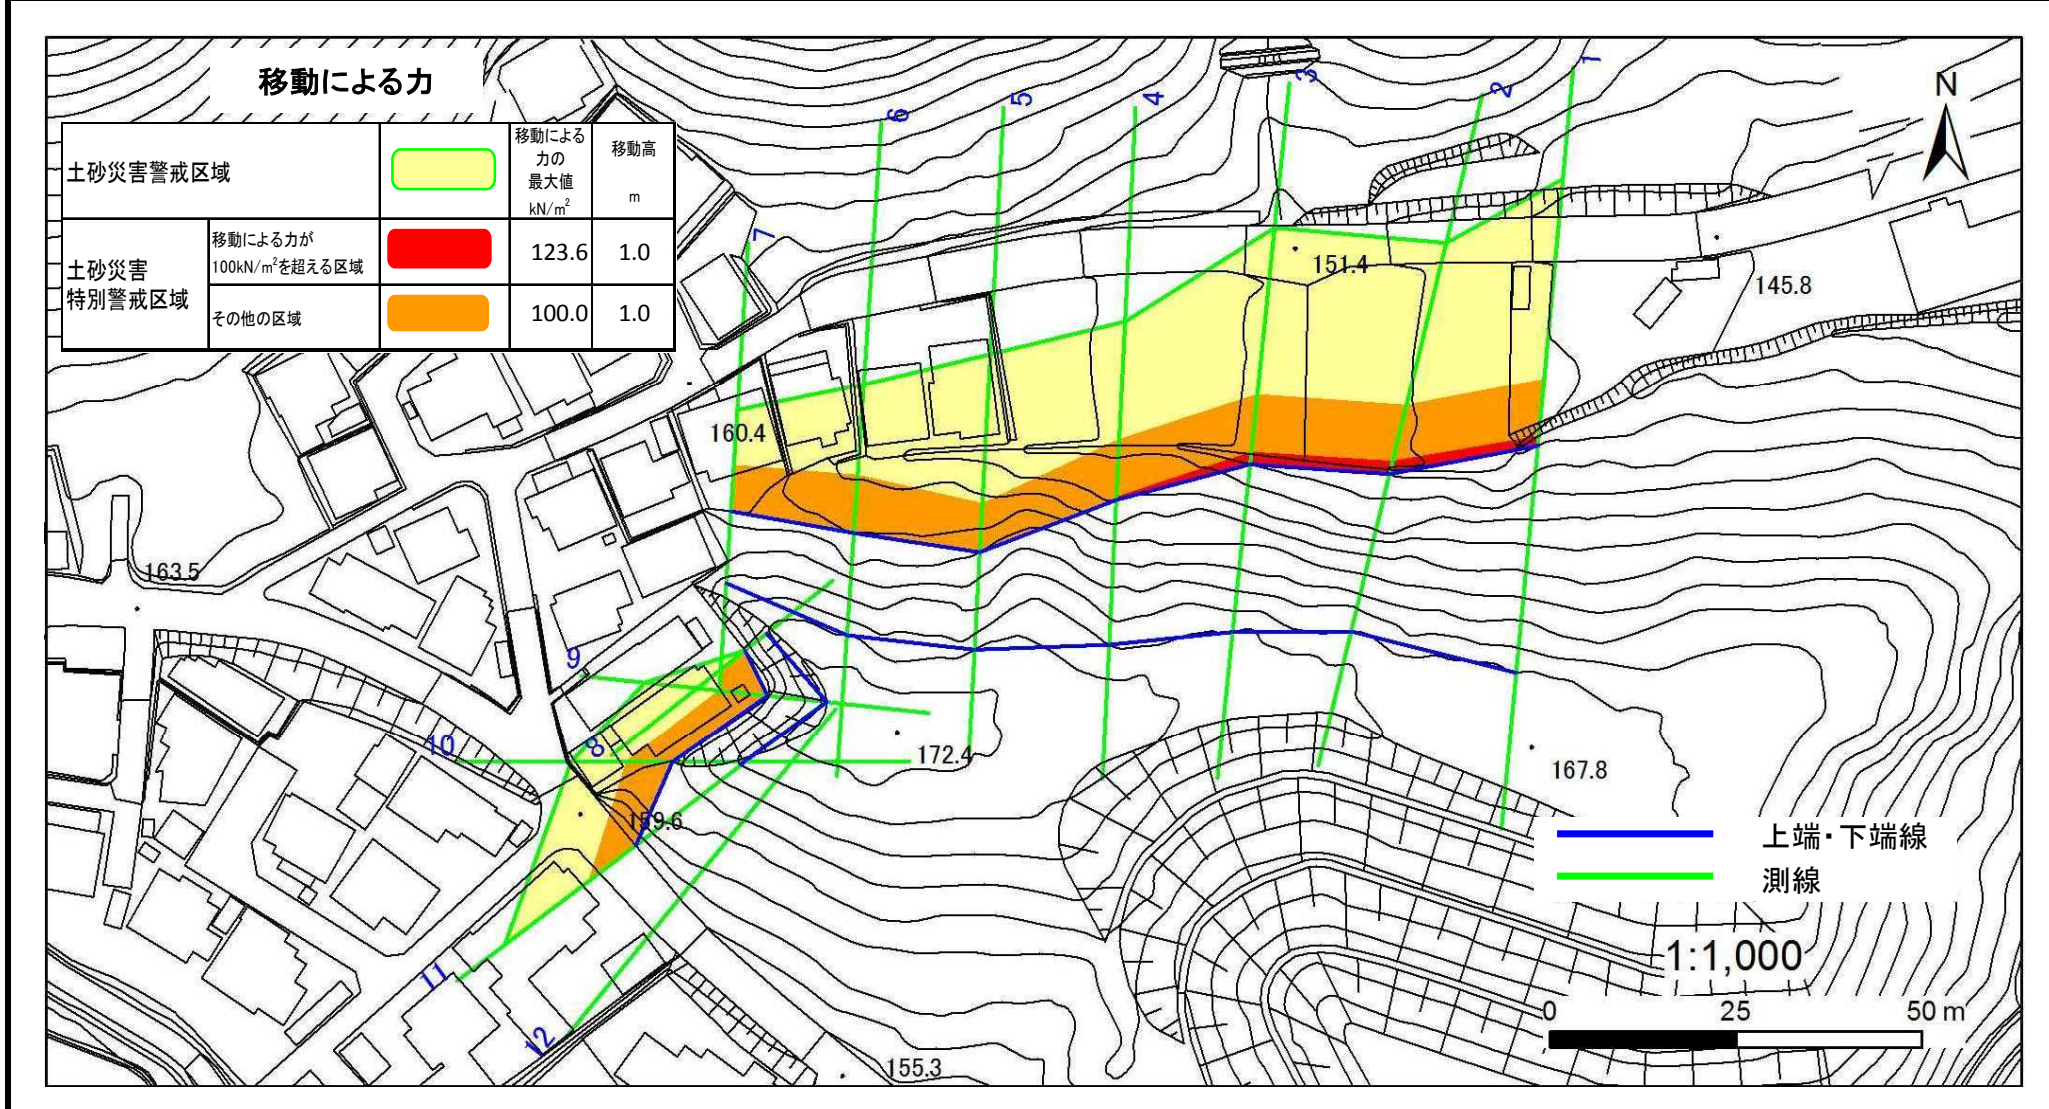 移動による力
土砂災害警戒区域
移動による
力の
最大値
kN/m²
移動高
m
土砂災害
特別警戒区域
移動による力が
100kN/m²を超える区域
123.6
1.0
その他の区域
100.0
1.0
1
2
3
4
5
6
7
N
151.4
145.8
160.4
163.5
9
8
10
172.4
167.8
159.6
11
12
155.3
上端・下端線
測線
1:1,000
0 25 50 m